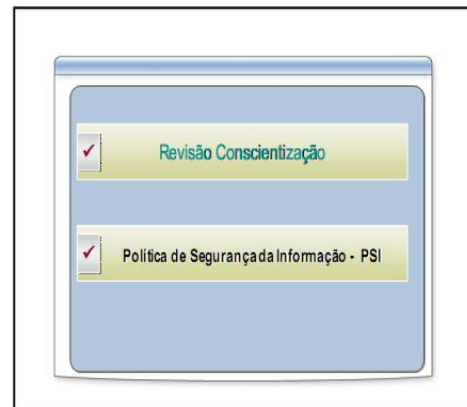 Revisão Conscientização
Política de Segurança da Informação - PSI